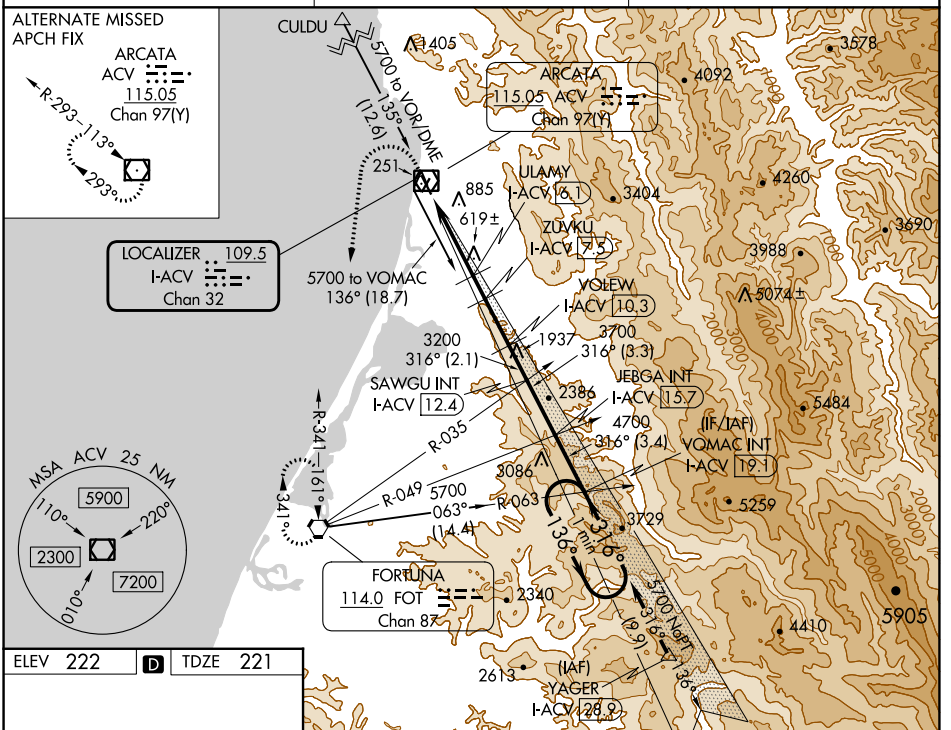 ALTERNATE MISSED
APCH FIX
ARCATA
ACV
115.05
Chan 97(Y)
R-293
113°
293°
CULDU
5700 to VOR/DME
135°
(12.6)
1405
ARCATA
115.05 ACV
Chan 97(Y)
3578
4092
251
885
619±
ULAMY
I-ACV 6.1
3404
4260
3690
ZUVKU
I-ACV 7.5
3988
LOCALIZER 109.5
I-ACV
Chan 32
5700 to VOMAC
136° (18.7)
VOLEW
I-ACV 10.3
5074±
3200
316° (2.1)
1937
3700
316° (3.3)
SAWGU INT
I-ACV 12.4
2386
JEBGA INT
I-ACV 15.7
5484
R-035
4700
316° (3.4)
(IF/IAF)
VOMAC INT
I-ACV 19.1
R-341
161°
341°
3086
R-049
5700
063°
(14.4)
R-063
5259
3729
316°
136°
1 min
MSA ACV 25 NM
5900
110°
220°
2300
7200
010°
FORTUNA
114.0 FOT
Chan 87
2340
5700 NoPT
316°
(9.9)
136°
5905
4410
2613
(IAF)
YAGER
I-ACV 28.9
ELEV 222
D
TDZE 221
1000
4000